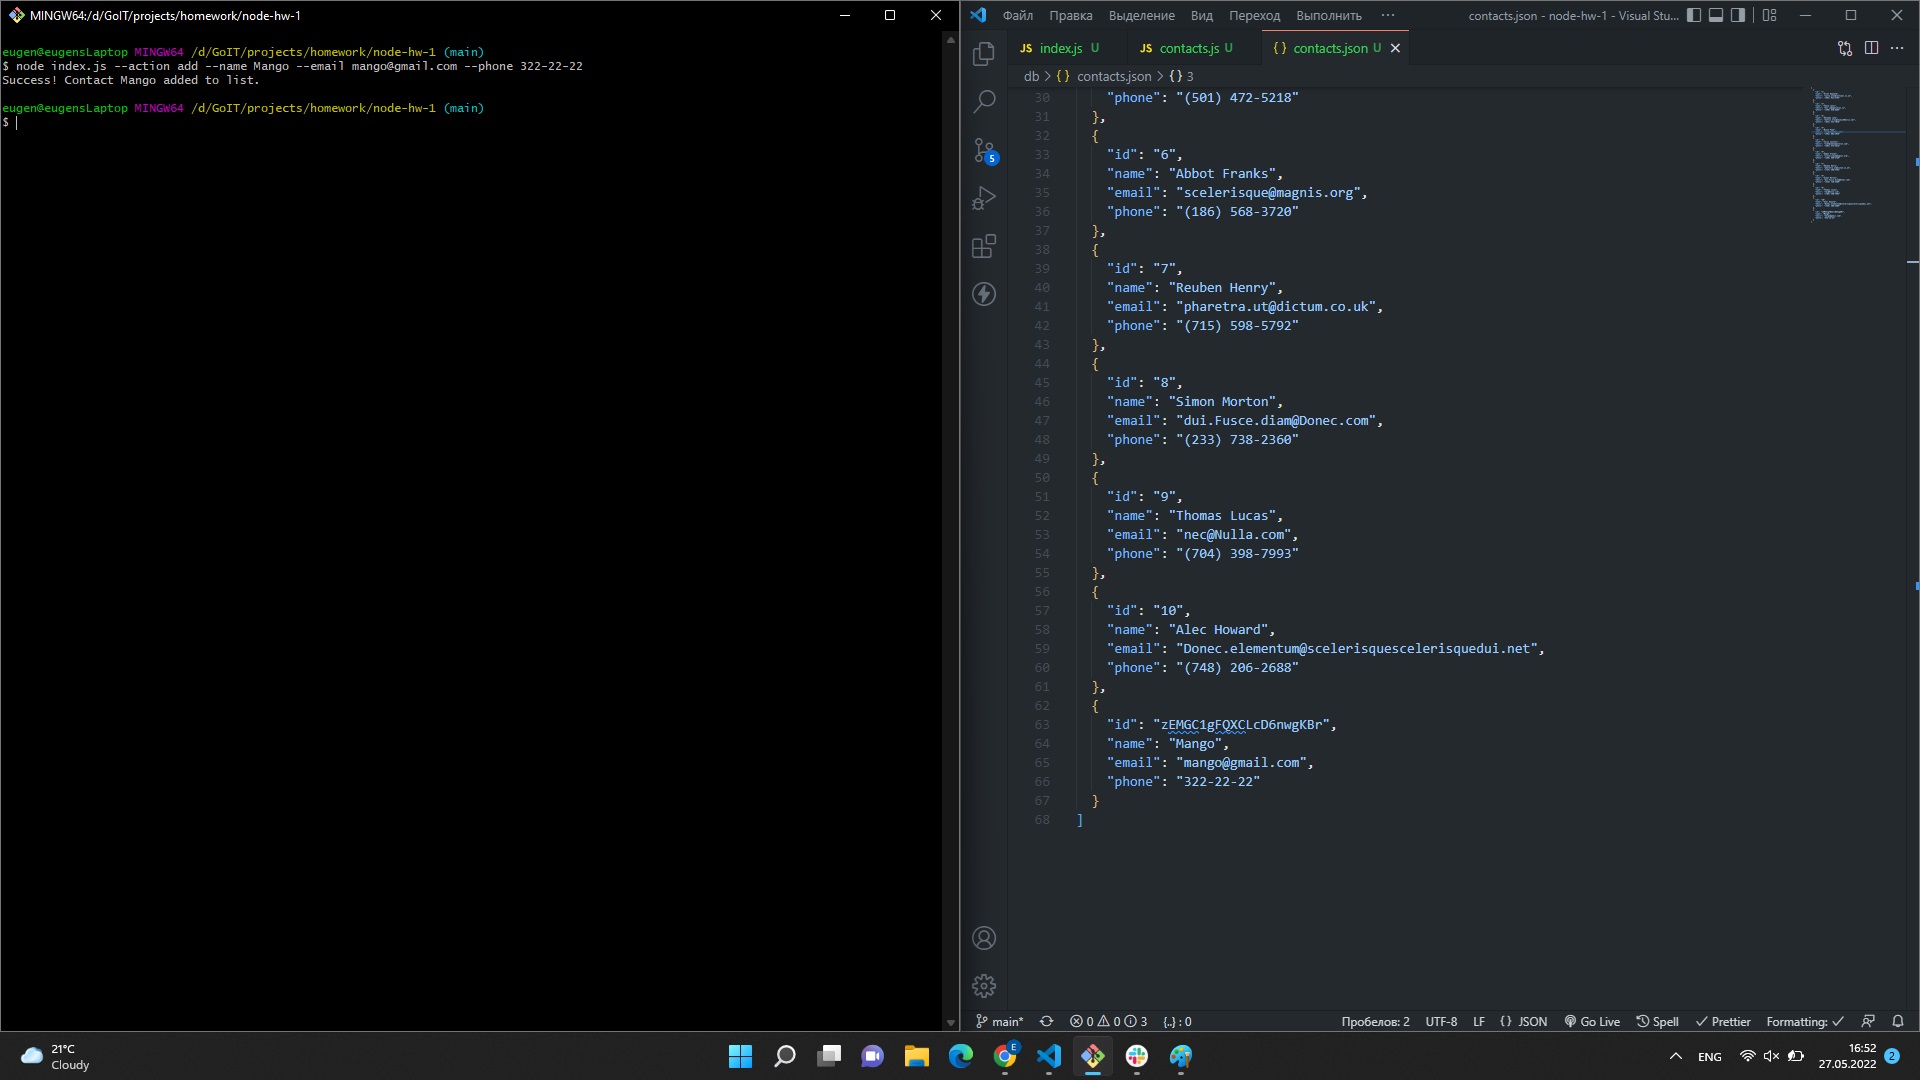 MINGW64:/d/GoIT/projects/homework/node-hw-1
eugen@eugensLaptop MINGW64 /d/GoIT/projects/homework/node-hw-1 (main)
$ node index.js --action add --name Mango --email mango@gmail.com --phone 322-22-22
Success! Contact Mango added to list.
eugen@eugensLaptop MINGW64 /d/GoIT/projects/homework/node-hw-1 (main)
$
Файл Правка Выделение Вид Переход Выполнить ··· contacts.json - node-hw-1 - Visual Stu...
JS index.js U JS contacts.js U {} contacts.json U
db > {} contacts.json > {} 3
30 "phone": "(501) 472-5218"
31 },
32 {
33 "id": "6",
34 "name": "Abbot Franks",
35 "email": "scelerisque@magnis.org",
36 "phone": "(186) 568-3720"
37 },
38 {
39 "id": "7",
40 "name": "Reuben Henry",
41 "email": "pharetra.ut@dictum.co.uk",
42 "phone": "(715) 598-5792"
43 },
44 {
45 "id": "8",
46 "name": "Simon Morton",
47 "email": "dui.Fusce.diam@Donec.com",
48 "phone": "(233) 738-2360"
49 },
50 {
51 "id": "9",
52 "name": "Thomas Lucas",
53 "email": "nec@Nulla.com",
54 "phone": "(704) 398-7993"
55 },
56 {
57 "id": "10",
58 "name": "Alec Howard",
59 "email": "Donec.elementum@scelerisquescelerisquedui.net",
60 "phone": "(748) 206-2688"
61 },
62 {
63 "id": "zEMGC1gFQXCLcD6nwgKBr",
64 "name": "Mango",
65 "email": "mango@gmail.com",
66 "phone": "322-22-22"
67 }
68 ]
5
main* 0 0 3 {..} : 0 Пробелов: 2 UTF-8 LF {} JSON Go Live Spell Prettier Formatting:
21°C
Cloudy
E
ENG
16:52
27.05.2022
2